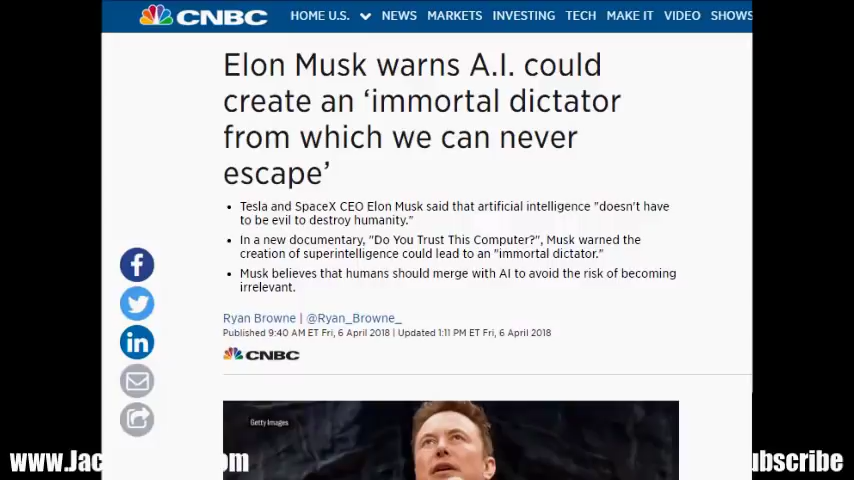 CNBC HOME U.S. NEWS MARKETS INVESTING TECH MAKE IT VIDEO SHOWS
Elon Musk warns A.I. could
create an ‘immortal dictator
from which we can never
escape’
• Tesla and SpaceX CEO Elon Musk said that artificial intelligence "doesn't have
to be evil to destroy humanity."
• In a new documentary, "Do You Trust This Computer?", Musk warned the
creation of superintelligence could lead to an "immortal dictator."
• Musk believes that humans should merge with AI to avoid the risk of becoming
irrelevant.
Ryan Browne | @Ryan_Browne_
Published 9:40 AM ET Fri, 6 April 2018 | Updated 1:11 PM ET Fri, 6 April 2018
CNBC
Getty Images
www.Jac om ubscribe